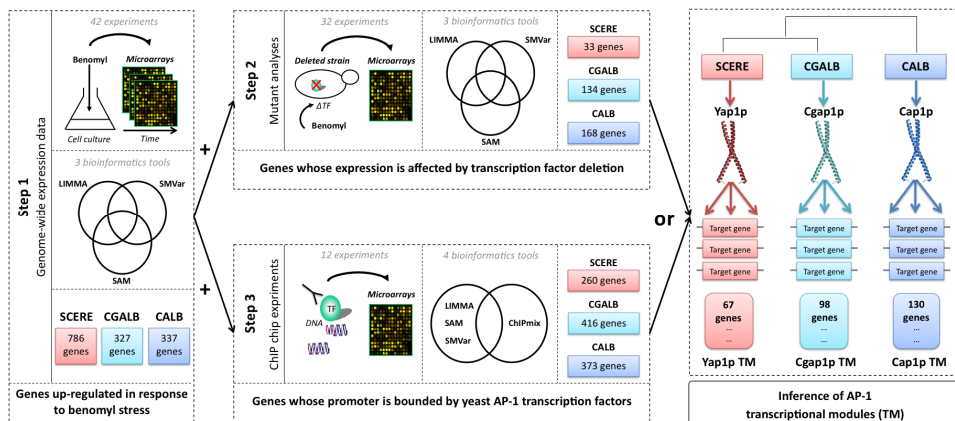 Step 1
Genome-wide expression data
42 experiments
Benomyl
Microarrays
Cell culture
Time
3 bioinformatics tools
LIMMA
SMVar
SAM
SCERE
786
genes
CGALB
327
genes
CALB
337
genes
Genes up-regulated in response
to benomyl stress
+
+
Step 2
Mutant analyses
32 experiments
Deleted strain
Microarrays
ΔTF
Benomyl
3 bioinformatics tools
LIMMA
SMVar
SAM
SCERE
33 genes
CGALB
134 genes
CALB
168 genes
Genes whose expression is affected by transcription factor deletion
Step 3
ChIP chip experiments
12 experiments
Microarrays
TF
DNA
4 bioinformatics tools
LIMMA
SAM
SMVar
ChIPmix
SCERE
260 genes
CGALB
416 genes
CALB
373 genes
Genes whose promoter is bounded by yeast AP-1 transcription factors
or
SCERE
CGALB
CALB
Yap1p
Cgap1p
Cap1p
Target gene
Target gene
Target gene
Target gene
Target gene
Target gene
Target gene
Target gene
Target gene
67
genes
...
...
98
genes
...
...
130
genes
...
...
Yap1p TM
Cgap1p TM
Cap1p TM
Inference of AP-1
transcriptional modules (TM)